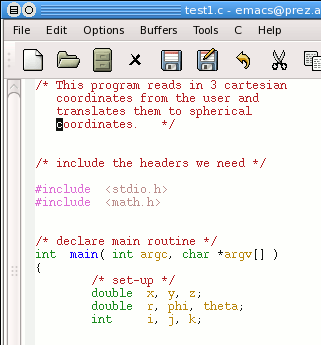 test1.c - emacs@prez.a
File Edit Options Buffers Tools C Help
/* This program reads in 3 cartesian
coordinates from the user and
translates them to spherical
coordinates. */
/* include the headers we need */
#include <stdio.h>
#include <math.h>
/* declare main routine */
int main( int argc, char *argv[] )
{
/* set-up */
double x, y, z;
double r, phi, theta;
int i, j, k;